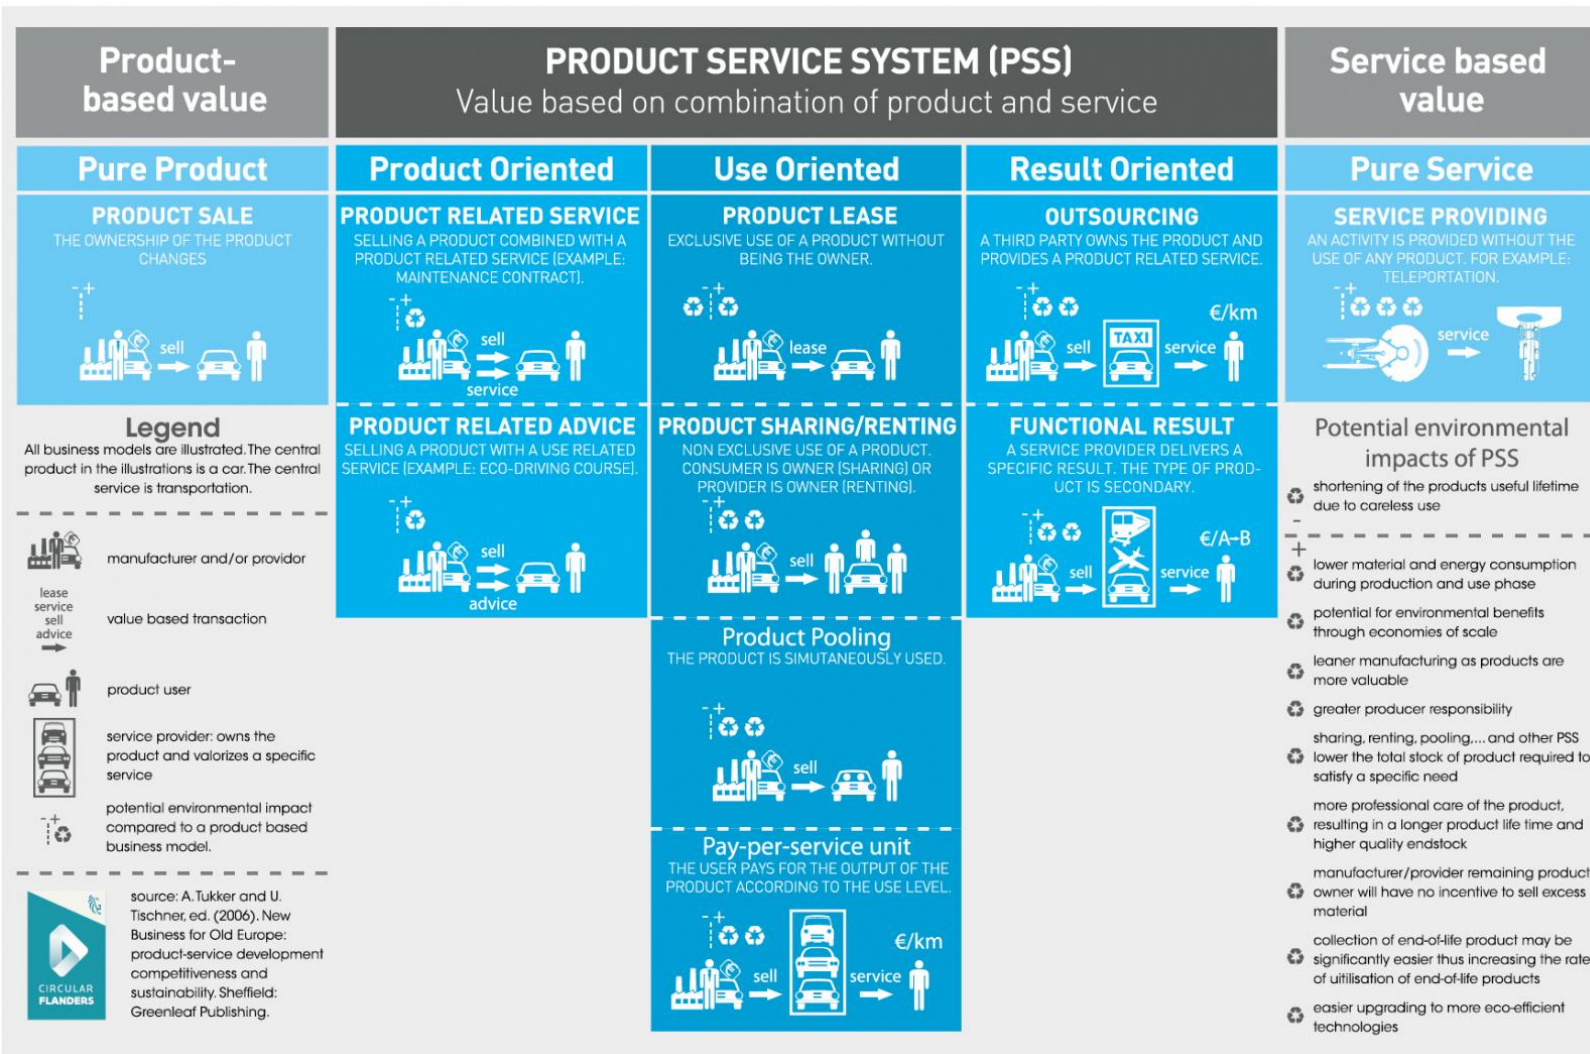 Product-
based value
PRODUCT SERVICE SYSTEM (PSS)
Value based on combination of product and service
Service based
value
Pure Product
Product Oriented
Use Oriented
Result Oriented
Pure Service
PRODUCT SALE
THE OWNERSHIP OF THE PRODUCT
CHANGES
- +
sell
PRODUCT RELATED SERVICE
SELLING A PRODUCT COMBINED WITH A
PRODUCT RELATED SERVICE (EXAMPLE:
MAINTENANCE CONTRACT).
- +
€
sell
service
PRODUCT LEASE
EXCLUSIVE USE OF A PRODUCT WITHOUT
BEING THE OWNER.
- +
€
lease
OUTSOURCING
A THIRD PARTY OWNS THE PRODUCT AND
PROVIDES A PRODUCT RELATED SERVICE.
- +
€
sell
TAXI
service
€/km
SERVICE PROVIDING
AN ACTIVITY IS PROVIDED WITHOUT THE
USE OF ANY PRODUCT. FOR EXAMPLE:
TELEPORTATION.
- +
service
Legend
All business models are illustrated. The central
product in the illustrations is a car. The central
service is transportation.
manufacturer and/or providor
lease
service
sell
advice
value based transaction
product user
service provider: owns the
product and valorizes a specific
service
- +
potential environmental impact
compared to a product based
business model.
CIRCULAR
FLANDERS
source: A. Tukker and U.
Tischner, ed. (2006). New
Business for Old Europe:
product-service development
competitiveness and
sustainability. Sheffield:
Greenleaf Publishing.
PRODUCT RELATED ADVICE
SELLING A PRODUCT WITH A USE RELATED
SERVICE (EXAMPLE: ECO-DRIVING COURSE).
- +
€
sell
advice
PRODUCT SHARING/RENTING
NON EXCLUSIVE USE OF A PRODUCT.
CONSUMER IS OWNER (SHARING) OR
PROVIDER IS OWNER (RENTING).
- +
€
sell
Product Pooling
THE PRODUCT IS SIMUTANEOUSLY USED.
- +
€
sell
Pay-per-service unit
THE USER PAYS FOR THE OUTPUT OF THE
PRODUCT ACCORDING TO THE USE LEVEL.
- +
€
sell
service
€/km
FUNCTIONAL RESULT
A SERVICE PROVIDER DELIVERS A
SPECIFIC RESULT. THE TYPE OF PROD-
UCT IS SECONDARY.
- +
€
sell
service
€/A→B
Potential environmental
impacts of PSS
shortening of the products useful lifetime
due to careless use
-
+
lower material and energy consumption
during production and use phase
potential for environmental benefits
through economies of scale
leaner manufacturing as products are
more valuable
greater producer responsibility
sharing, renting, pooling,... and other PSS
lower the total stock of product required to
satisfy a specific need
more professional care of the product,
resulting in a longer product life time and
higher quality endstock
manufacturer/provider remaining product
owner will have no incentive to sell excess
material
collection of end-of-life product may be
significantly easier thus increasing the rate
of uitilisation of end-of-life products
easier upgrading to more eco-efficient
technologies